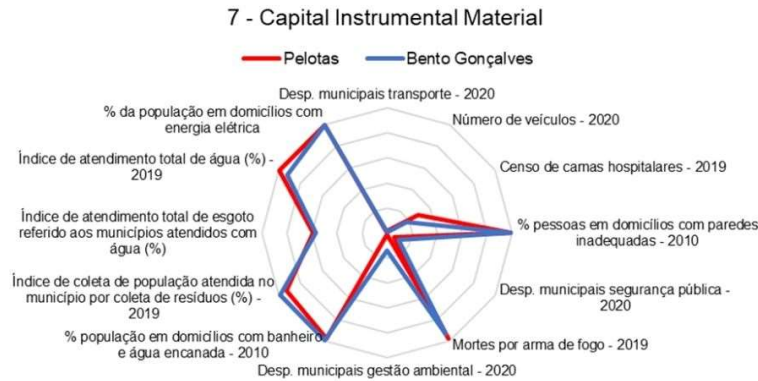 7 - Capital Instrumental Material
Pelotas
Bento Gonçalves
Desp. municipais transporte - 2020
Número de veículos - 2020
Censo de camas hospitalares - 2019
% pessoas em domicílios com paredes
inadequadas - 2010
Desp. municipais segurança pública -
2020
Mortes por arma de fogo - 2019
Desp. municipais gestão ambiental - 2020
% população em domicílios com banheiro
e água encanada - 2010
Índice de coleta de população atendida no
município por coleta de resíduos (%) -
2019
Índice de atendimento total de esgoto
referido aos municípios atendidos com
água (%)
Índice de atendimento total de água (%) -
2019
% da população em domicílios com
energia elétrica